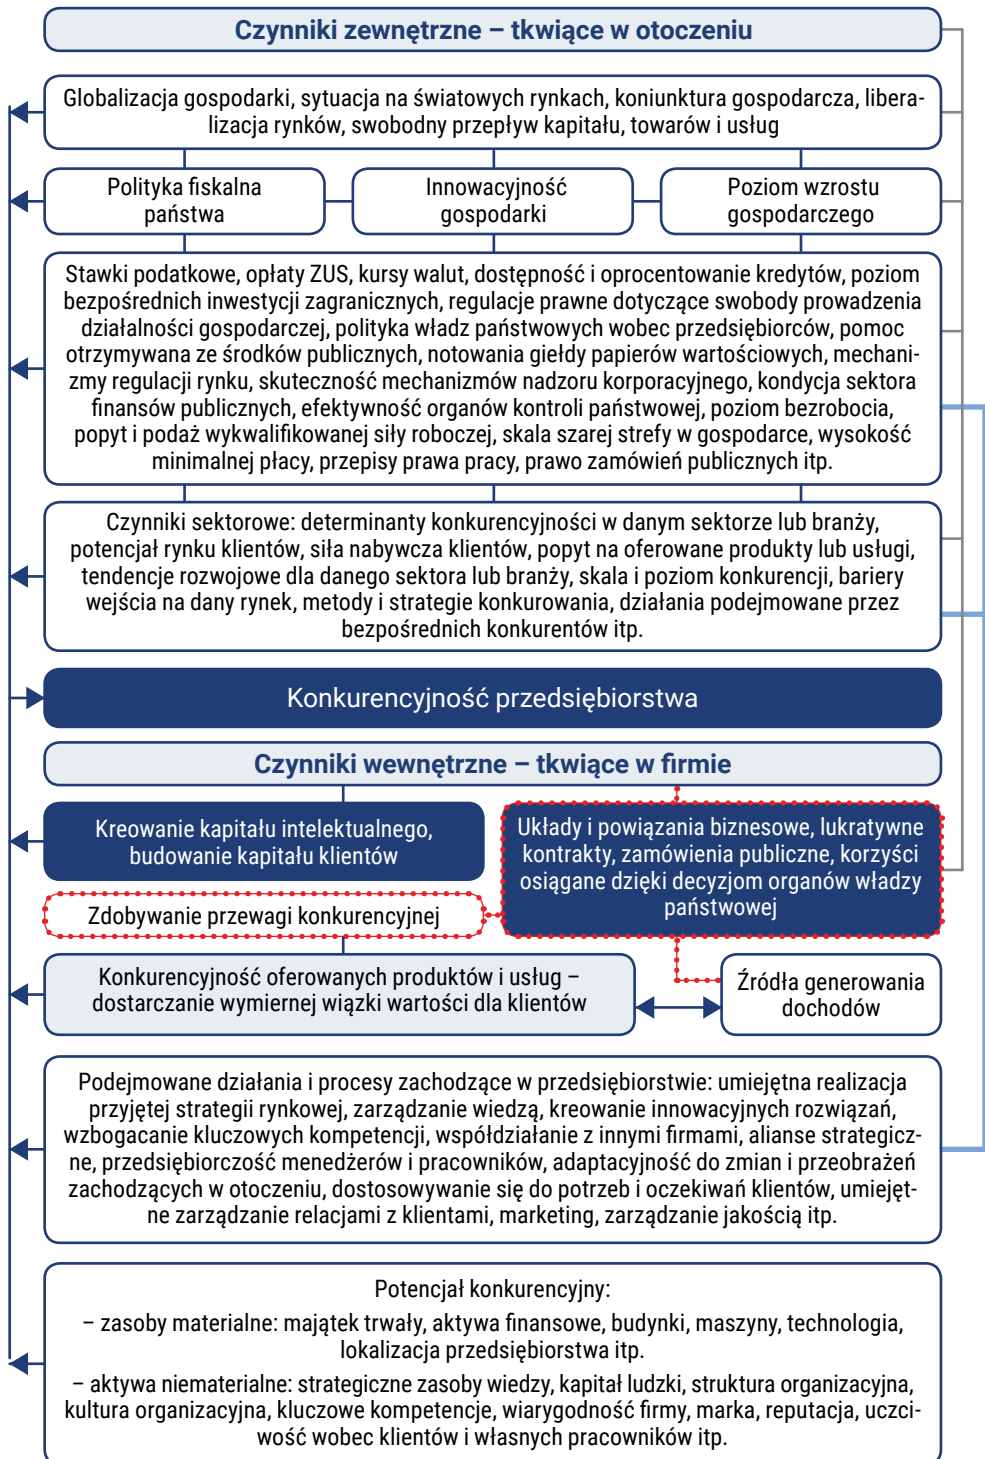 Czynniki zewnętrzne – tkwiące w otoczeniu
Globalizacja gospodarki, sytuacja na światowych rynkach, koniunktura gospodarcza, libera-
lizacja rynków, swobodny przepływ kapitału, towarów i usług
Polityka fiskalna
państwa
Innowacyjność
gospodarki
Poziom wzrostu
gospodarczego
Stawki podatkowe, opłaty ZUS, kursy walut, dostępność i oprocentowanie kredytów, poziom
bezpośrednich inwestycji zagranicznych, regulacje prawne dotyczące swobody prowadzenia
działalności gospodarczej, polityka władz państwowych wobec przedsiębiorców, pomoc
otrzymywana ze środków publicznych, notowania giełdy papierów wartościowych, mechani-
zmy regulacji rynku, skuteczność mechanizmów nadzoru korporacyjnego, kondycja sektora
finansów publicznych, efektywność organów kontroli państwowej, poziom bezrobocia,
popyt i podaż wykwalifikowanej siły roboczej, skala szarej strefy w gospodarce, wysokość
minimalnej płacy, przepisy prawa pracy, prawo zamówień publicznych itp.
Czynniki sektorowe: determinanty konkurencyjności w danym sektorze lub branży,
potencjał rynku klientów, siła nabywcza klientów, popyt na oferowane produkty lub usługi,
tendencje rozwojowe dla danego sektora lub branży, skala i poziom konkurencji, bariery
wejścia na dany rynek, metody i strategie konkurowania, działania podejmowane przez
bezpośrednich konkurentów itp.
Konkurencyjność przedsiębiorstwa
Czynniki wewnętrzne – tkwiące w firmie
Kreowanie kapitału intelektualnego,
budowanie kapitału klientów
Układy i powiązania biznesowe, lukratywne
kontrakty, zamówienia publiczne, korzyści
osiągane dzięki decyzjom organów władzy
państwowej
Zdobywanie przewagi konkurencyjnej
Konkurencyjność oferowanych produktów i usług –
dostarczanie wymiernej wiązki wartości dla klientów
Źródła generowania
dochodów
Podejmowane działania i procesy zachodzące w przedsiębiorstwie: umiejętna realizacja
przyjętej strategii rynkowej, zarządzanie wiedzą, kreowanie innowacyjnych rozwiązań,
wzbogacanie kluczowych kompetencji, współdziałanie z innymi firmami, alianse strategicz-
ne, przedsiębiorczość menedżerów i pracowników, adaptacyjność do zmian i przeobrażeń
zachodzących w otoczeniu, dostosowywanie się do potrzeb i oczekiwań klientów, umiejęt-
ne zarządzanie relacjami z klientami, marketing, zarządzanie jakością itp.
Potencjał konkurencyjny:
– zasoby materialne: majątek trwały, aktywa finansowe, budynki, maszyny, technologia,
lokalizacja przedsiębiorstwa itp.
– aktywa niematerialne: strategiczne zasoby wiedzy, kapitał ludzki, struktura organizacyjna,
kultura organizacyjna, kluczowe kompetencje, wiarygodność firmy, marka, reputacja, uczci-
wość wobec klientów i własnych pracowników itp.